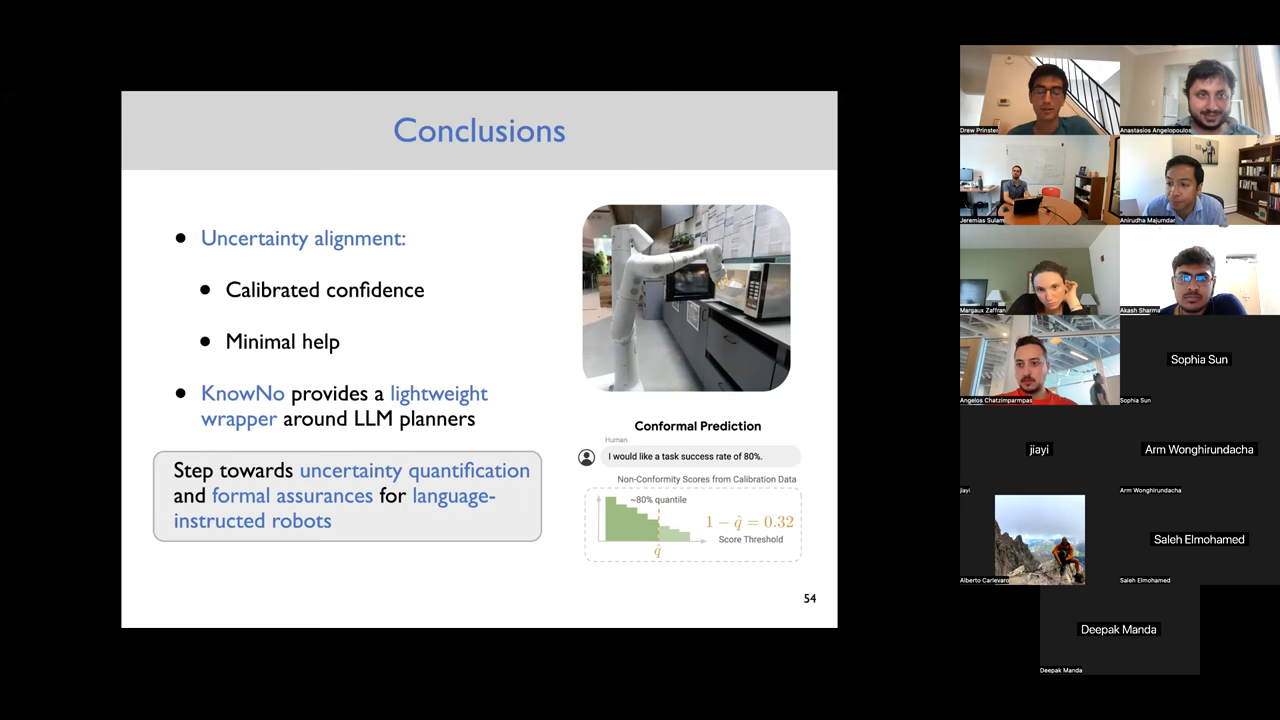 Conclusions
Uncertainty alignment:
Calibrated confidence
Minimal help
KnowNo provides a lightweight
wrapper around LLM planners
Step towards uncertainty quantification
and formal assurances for language-
instructed robots
Conformal Prediction
Human
I would like a task success rate of 80%.
Non-Conformity Scores from Calibration Data
~80% quantile
1 − q̂ = 0.32
Score Threshold
q̂
54
Drew Prinster
Anastasios Angelopoulos
Jeremias Sulam
Anirudha Majumdar
Margaux Zaffran
Akash Sharma
Angelos Chatzimparmpas
Sophia Sun
Sophia Sun
jiayi
jiayi
Arm Wonghirundacha
Arm Wonghirundacha
Alberto Carlevaro
Saleh Elmohamed
Saleh Elmohamed
Deepak Manda
Deepak Manda